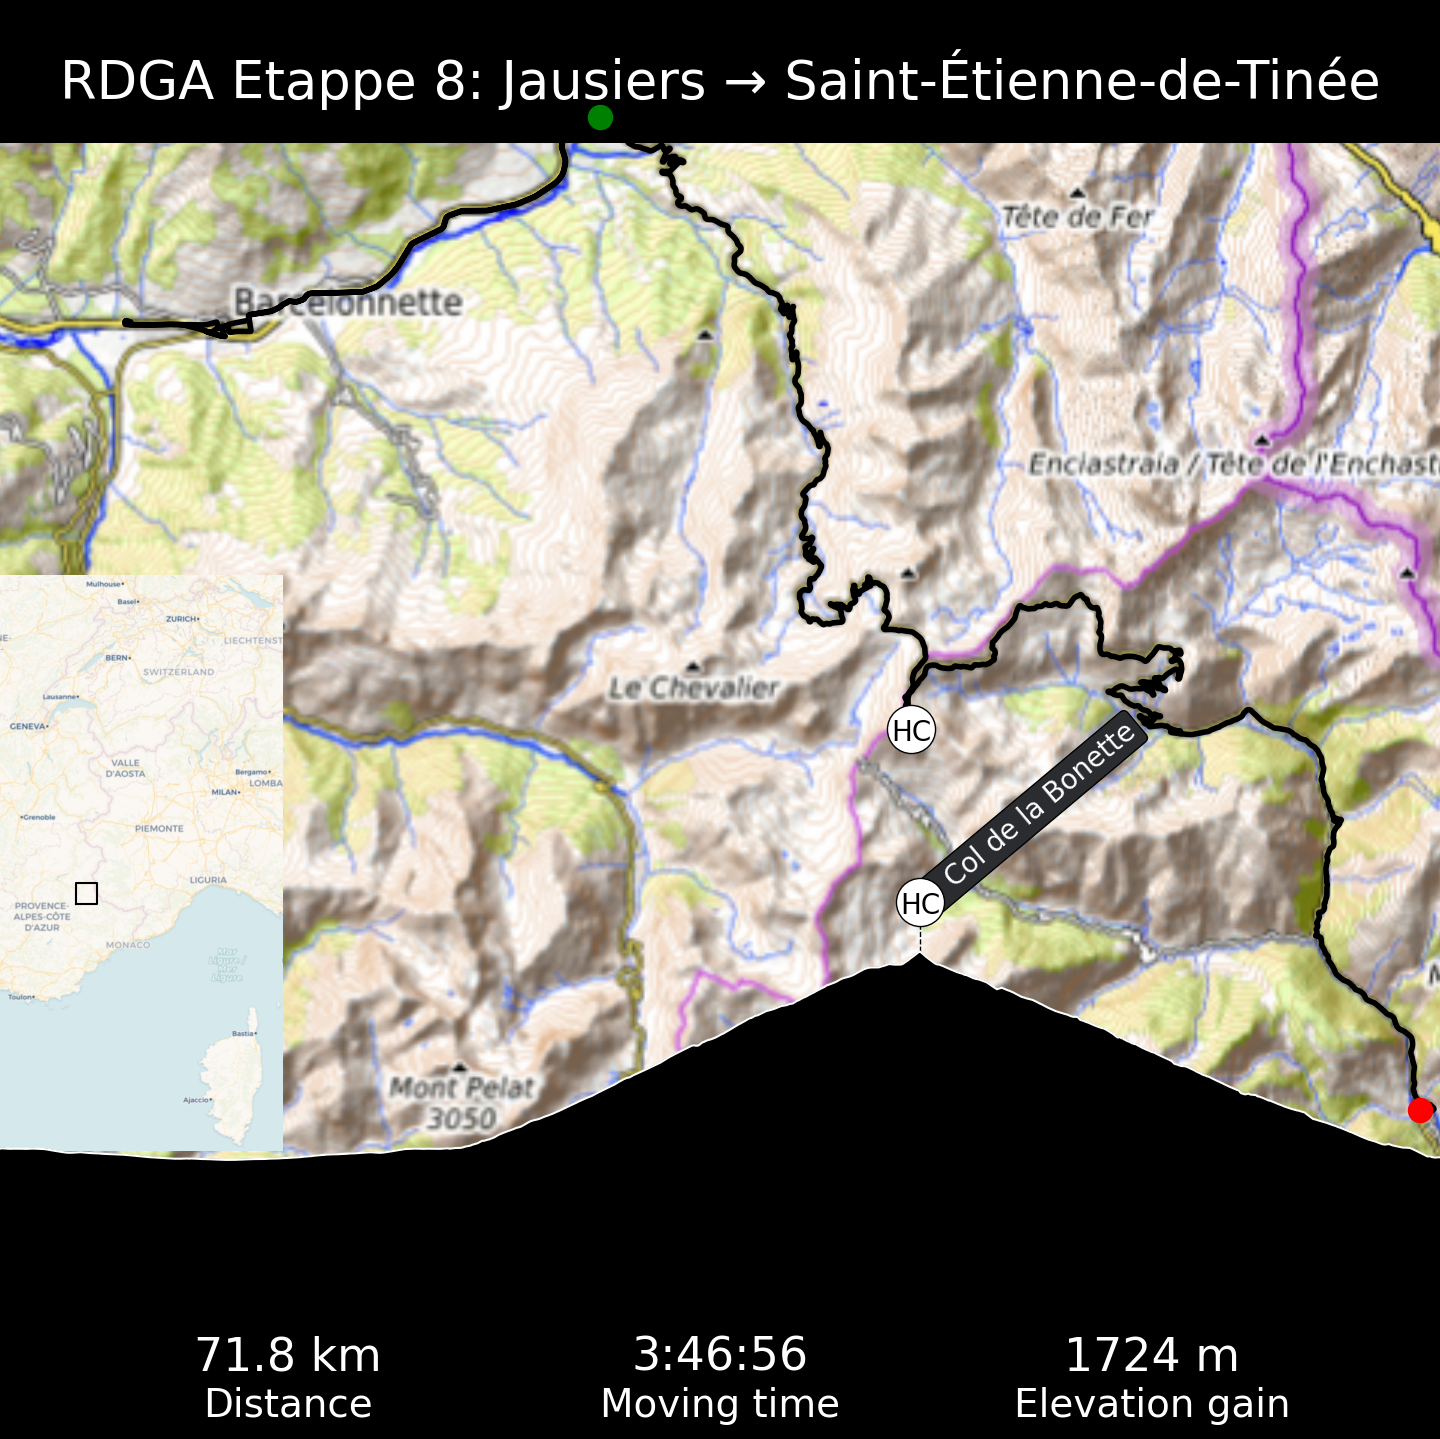 RDGA Etappe 8: Jausiers → Saint-Étienne-de-Tinée
Tête de Fer
Barcelonnette
Enciastraia / Tête de l'Enchast
Mulhouse
Basel
ZURICH
LIECHTENST
BERN
SWITZERLAND
Lausanne
GENEVA
VALLE
D'AOSTA
Bergamo
LOMBA
MILAN
Grenoble
PIEMONTE
LIGURIA
PROVENCE-
ALPES-CÔTE
D'AZUR
MONACO
Mar
Ligure /
Mer
Ligure
Toulon
Bastia
Ajaccio
Le Chevalier
HC
Col de la Bonette
HC
Mont Pelat
3050
71.8 km
Distance
3:46:56
Moving time
1724 m
Elevation gain